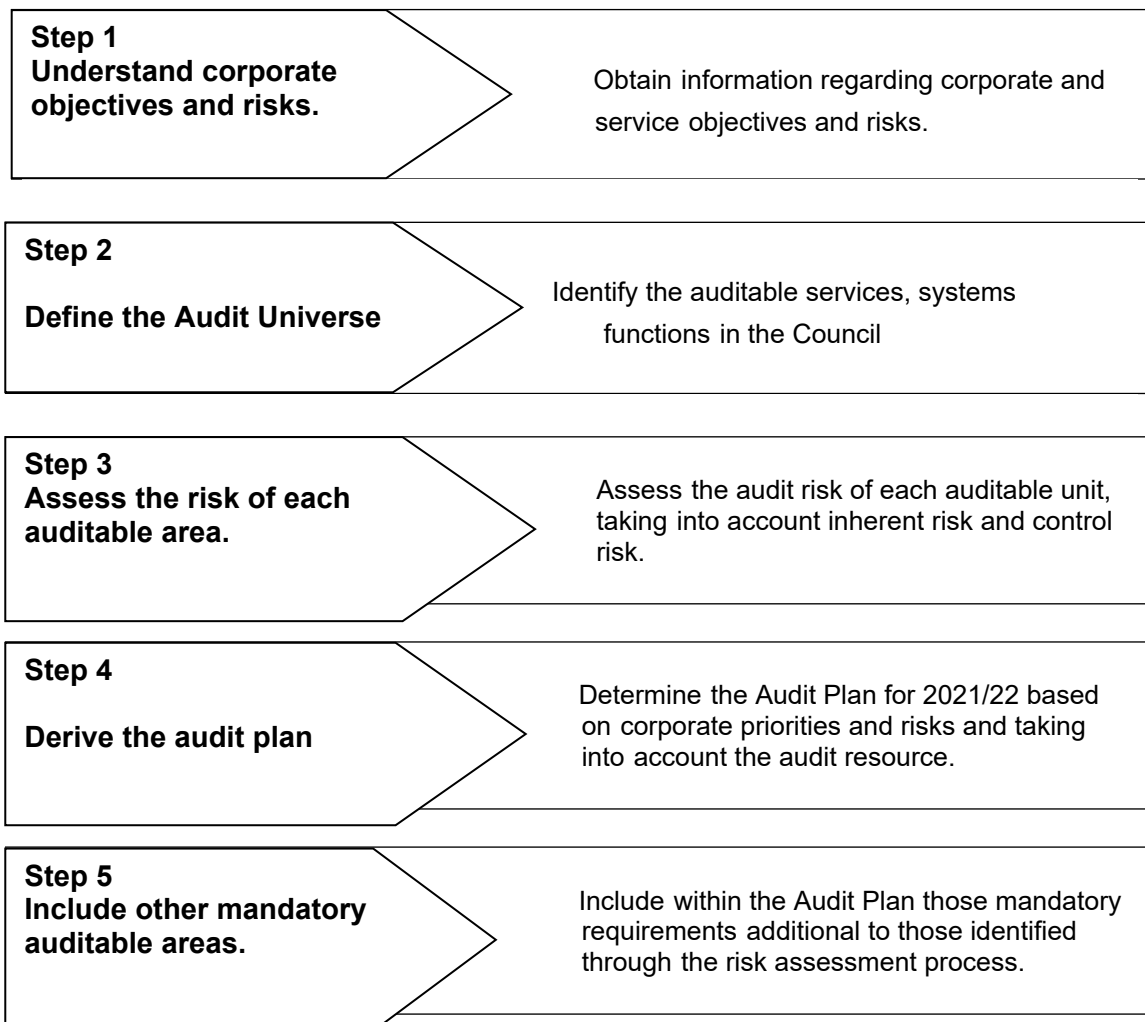 Step 1
Understand corporate
objectives and risks.
Obtain information regarding corporate and
service objectives and risks.
Step 2
Define the Audit Universe
Identify the auditable services, systems
functions in the Council
Step 3
Assess the risk of each
auditable area.
Assess the audit risk of each auditable unit,
taking into account inherent risk and control
risk.
Step 4
Derive the audit plan
Determine the Audit Plan for 2021/22 based
on corporate priorities and risks and taking
into account the audit resource.
Step 5
Include other mandatory
auditable areas.
Include within the Audit Plan those mandatory
requirements additional to those identified
through the risk assessment process.